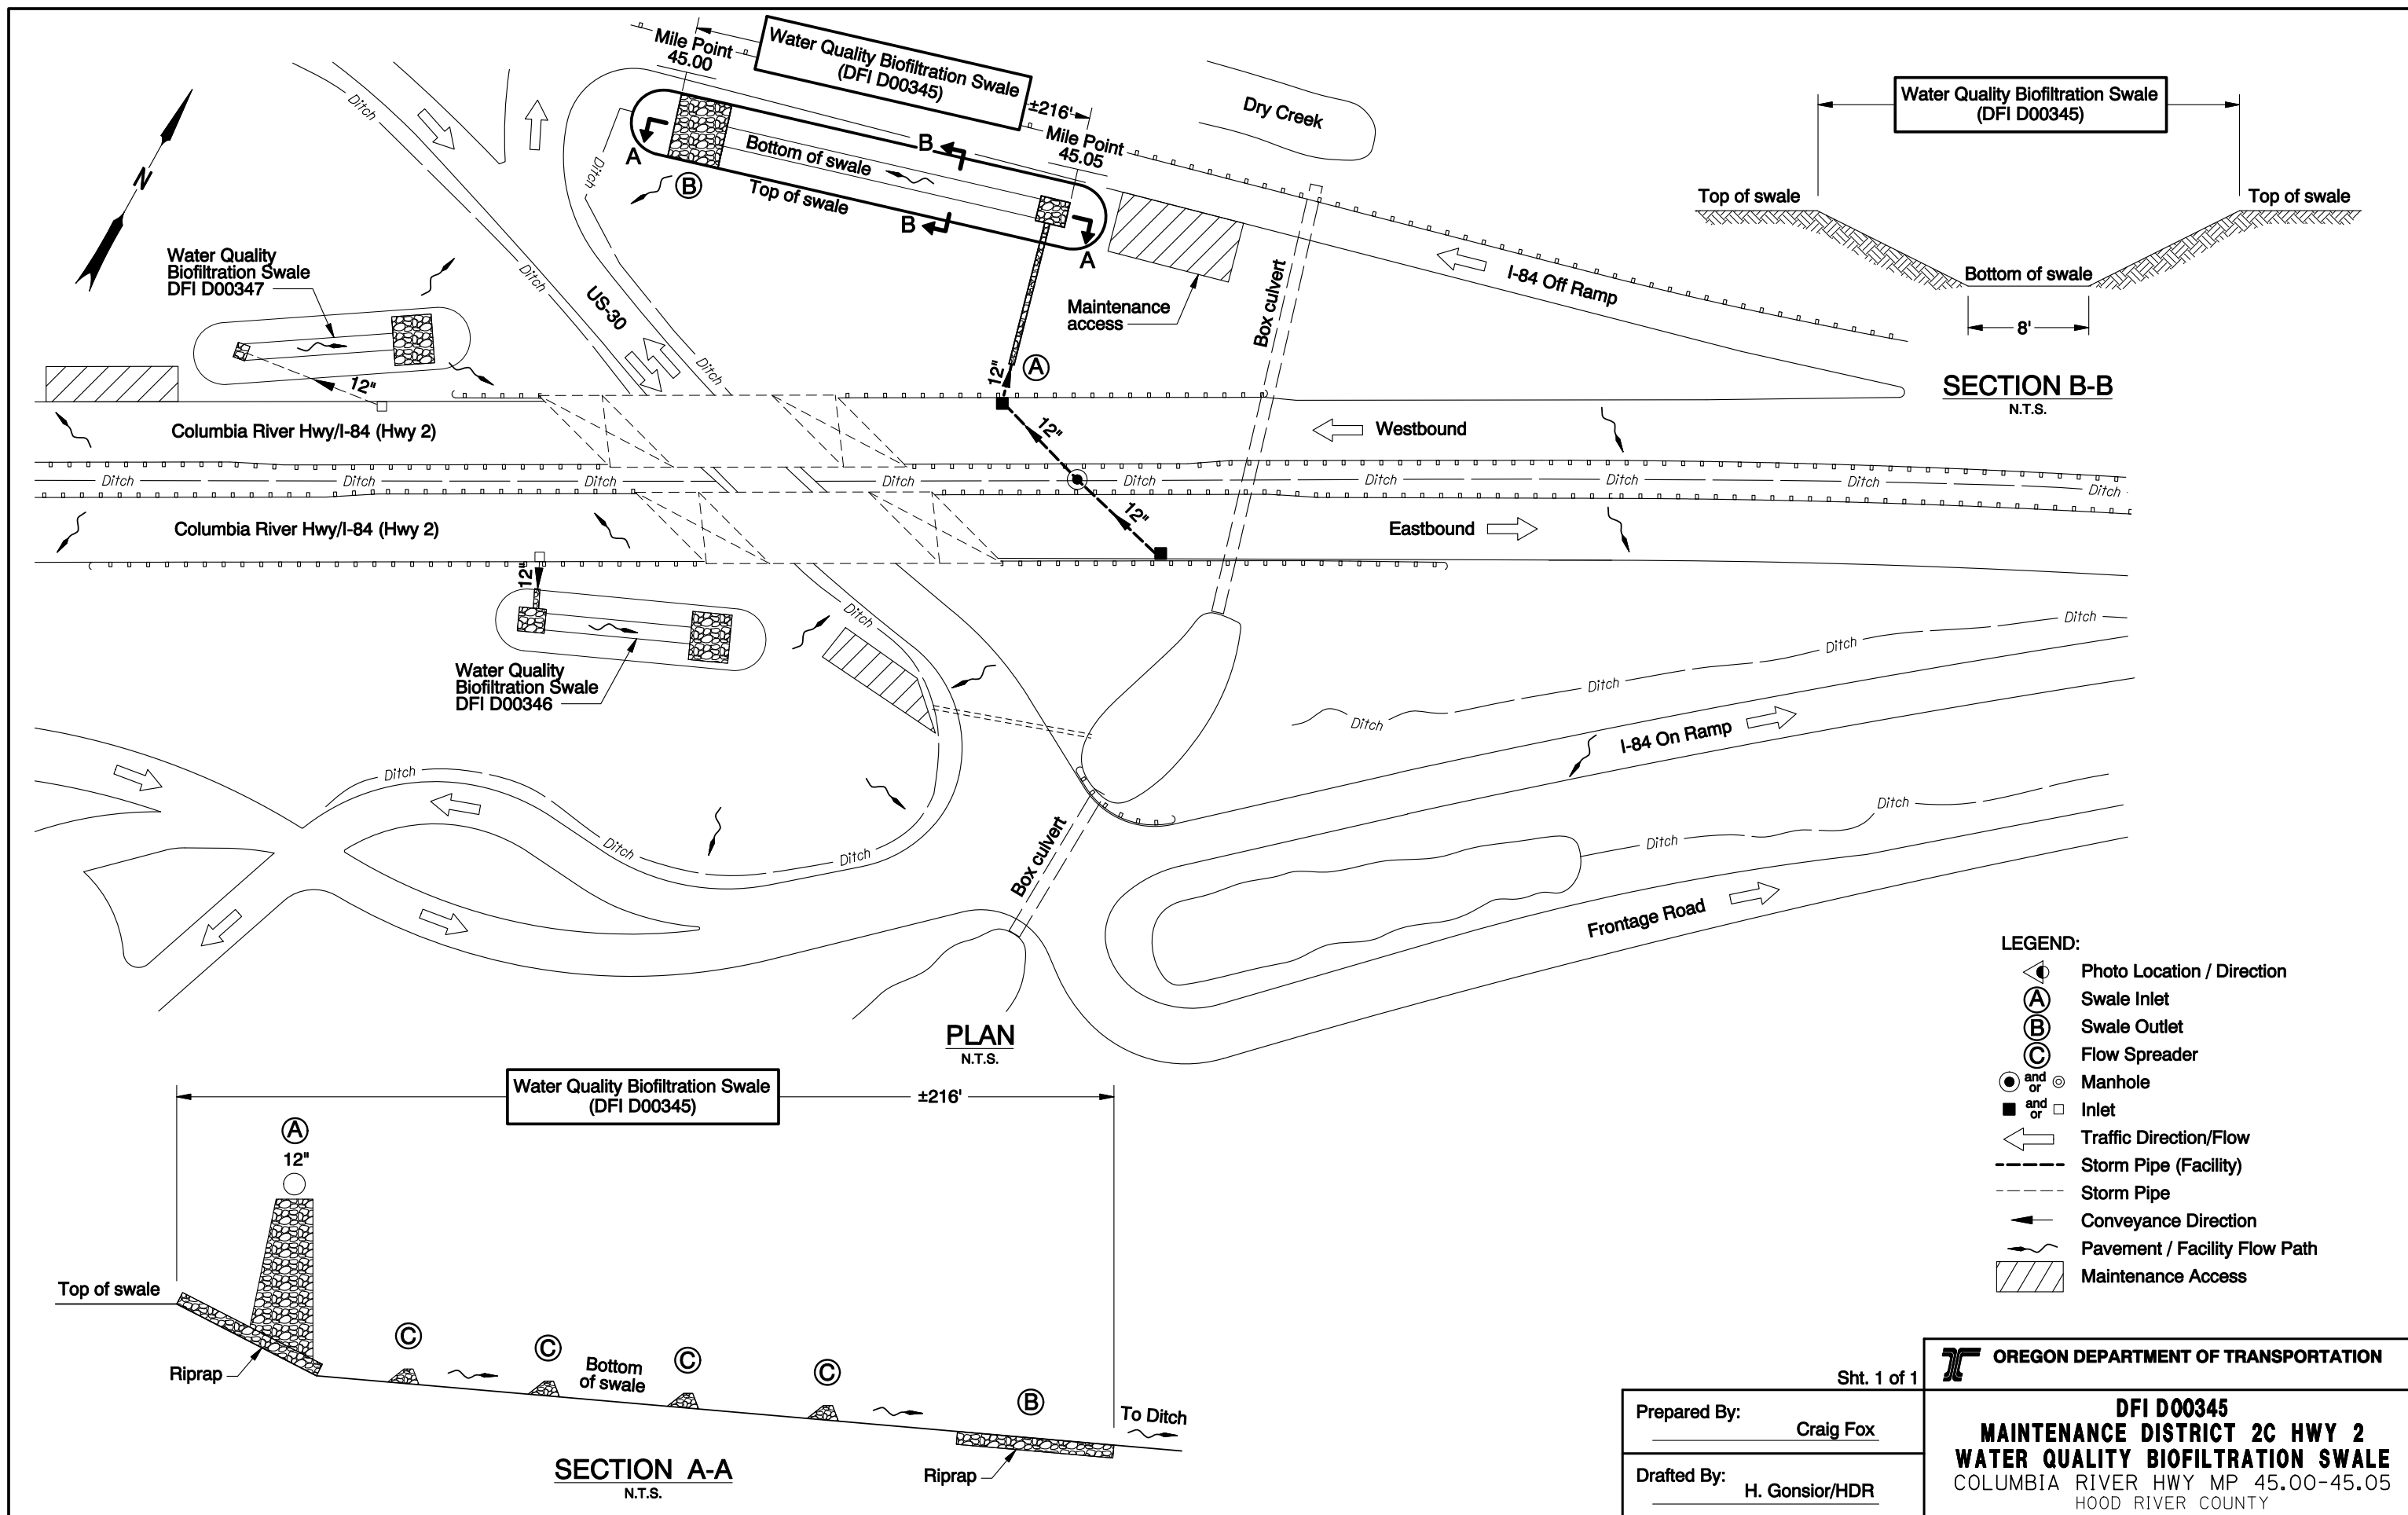 Mile Point
45.00
Water Quality Biofiltration Swale
(DFI D00345)
±216'
Mile Point
45.05
Dry Creek
Water Quality Biofiltration Swale
(DFI D00345)
Top of swale
Top of swale
Bottom of swale
8'
SECTION B-B
N.T.S.
Ditch
Ditch
Ditch
Ditch
N
A
B
Bottom of swale
Top of swale
B
B
A
Water Quality
Biofiltration Swale
DFI D00347
US-30
12"
12"
A
Maintenance
access
Box culvert
I-84 Off Ramp
Columbia River Hwy/I-84 (Hwy 2)
12"
Westbound
Ditch
Ditch
Ditch
Ditch
Ditch
Ditch
Ditch
Ditch
Ditch
Columbia River Hwy/I-84 (Hwy 2)
12"
Eastbound
12"
Water Quality
Biofiltration Swale
DFI D00346
Ditch
Ditch
Ditch
Ditch
Ditch
I-84 On Ramp
Ditch
Ditch
Ditch
Box culvert
Ditch
Ditch
Frontage Road
PLAN
N.T.S.
LEGEND:
Photo Location / Direction
A Swale Inlet
B Swale Outlet
C Flow Spreader
and
or
Manhole
and
or
Inlet
Traffic Direction/Flow
Storm Pipe (Facility)
Storm Pipe
Conveyance Direction
Pavement / Facility Flow Path
Maintenance Access
Water Quality Biofiltration Swale
(DFI D00345)
±216'
A
12"
Top of swale
Riprap
C
C
Bottom
of swale
C
C
B
To Ditch
Riprap
SECTION A-A
N.T.S.
Sht. 1 of 1
OREGON DEPARTMENT OF TRANSPORTATION
Prepared By:
Craig Fox
Drafted By:
H. Gonsior/HDR
DFI D00345
MAINTENANCE DISTRICT 2C HWY 2
WATER QUALITY BIOFILTRATION SWALE
COLUMBIA RIVER HWY MP 45.00-45.05
HOOD RIVER COUNTY